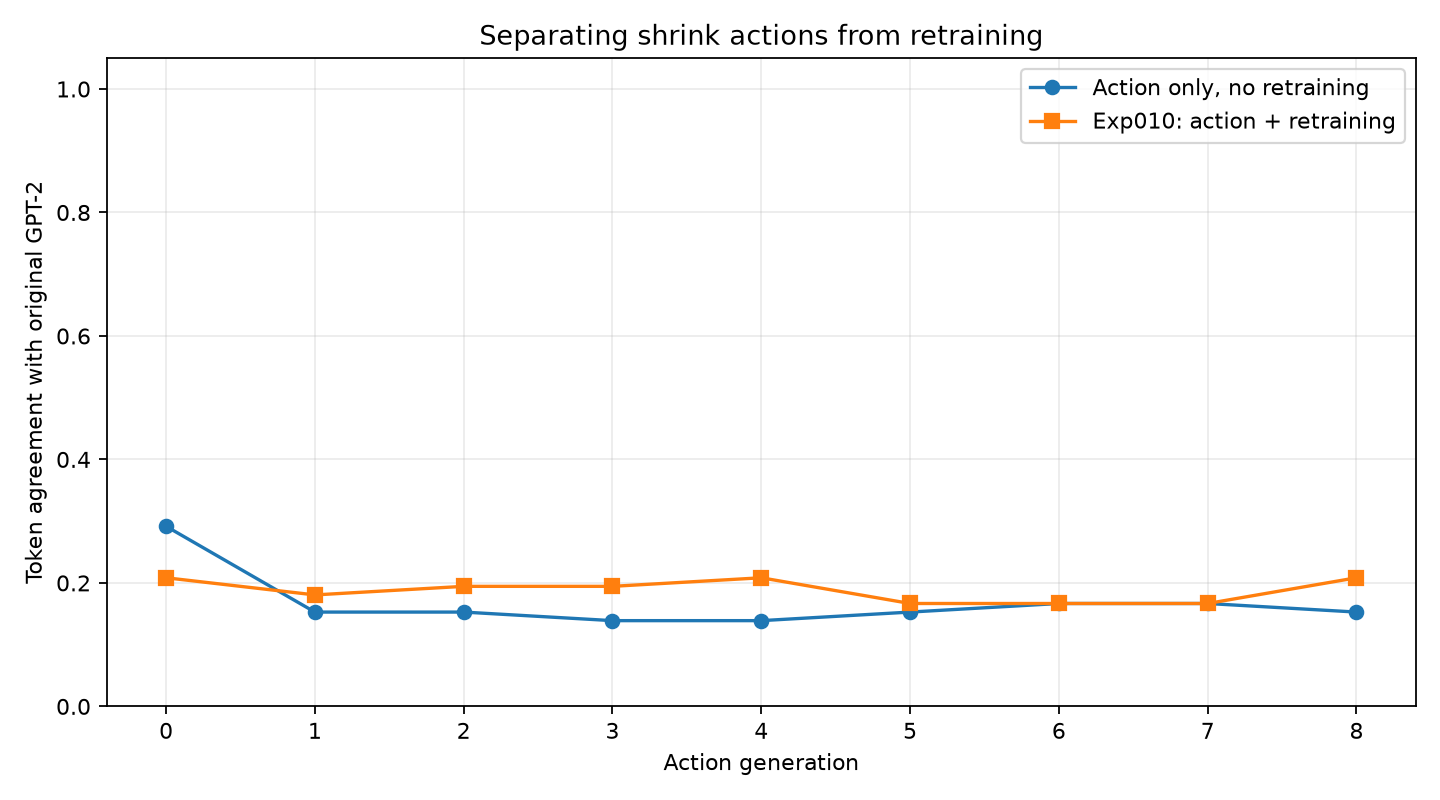 Separating shrink actions from retraining
Action only, no retraining
Exp010: action + retraining
Token agreement with original GPT-2
1.0
0.8
0.6
0.4
0.2
0.0
0 1 2 3 4 5 6 7 8
Action generation